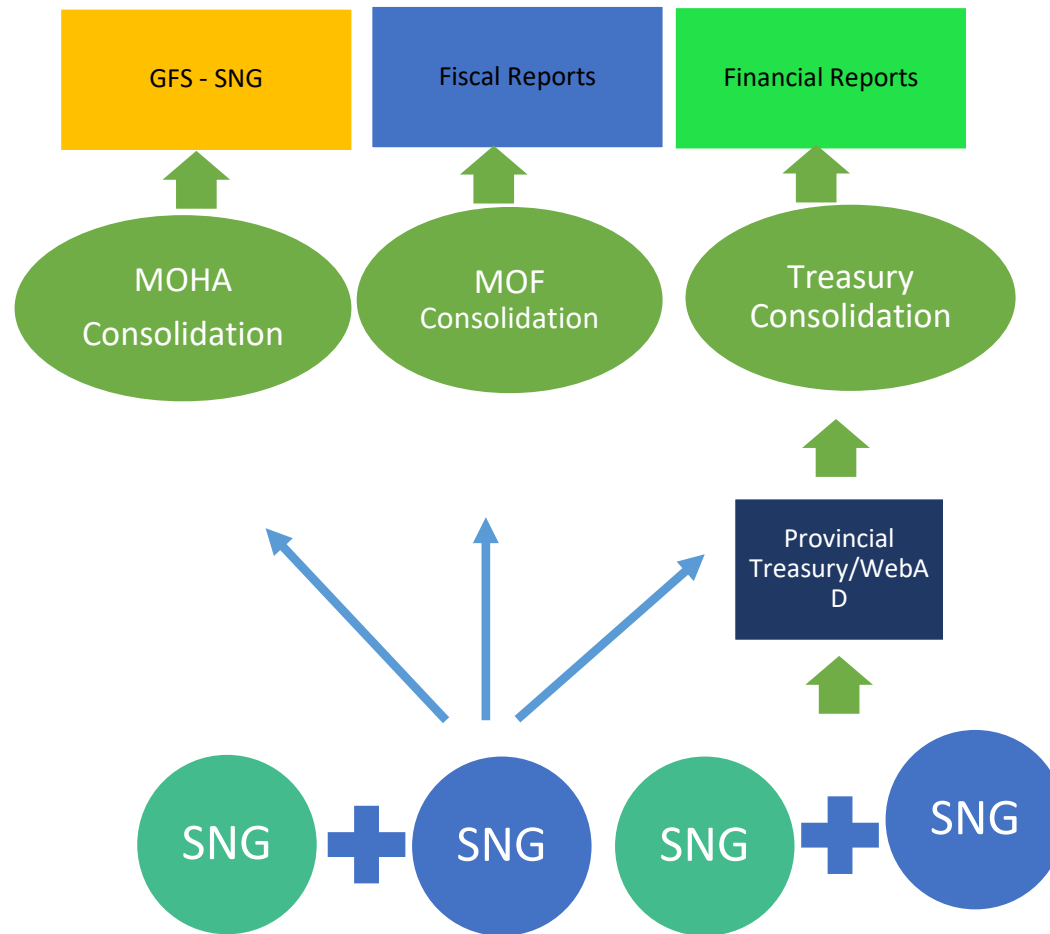 GFS - SNG
Fiscal Reports
Financial Reports
MOHA
Consolidation
MOF
Consolidation
Treasury
Consolidation
Provincial
Treasury/WebA
D
SNG
SNG
SNG
SNG